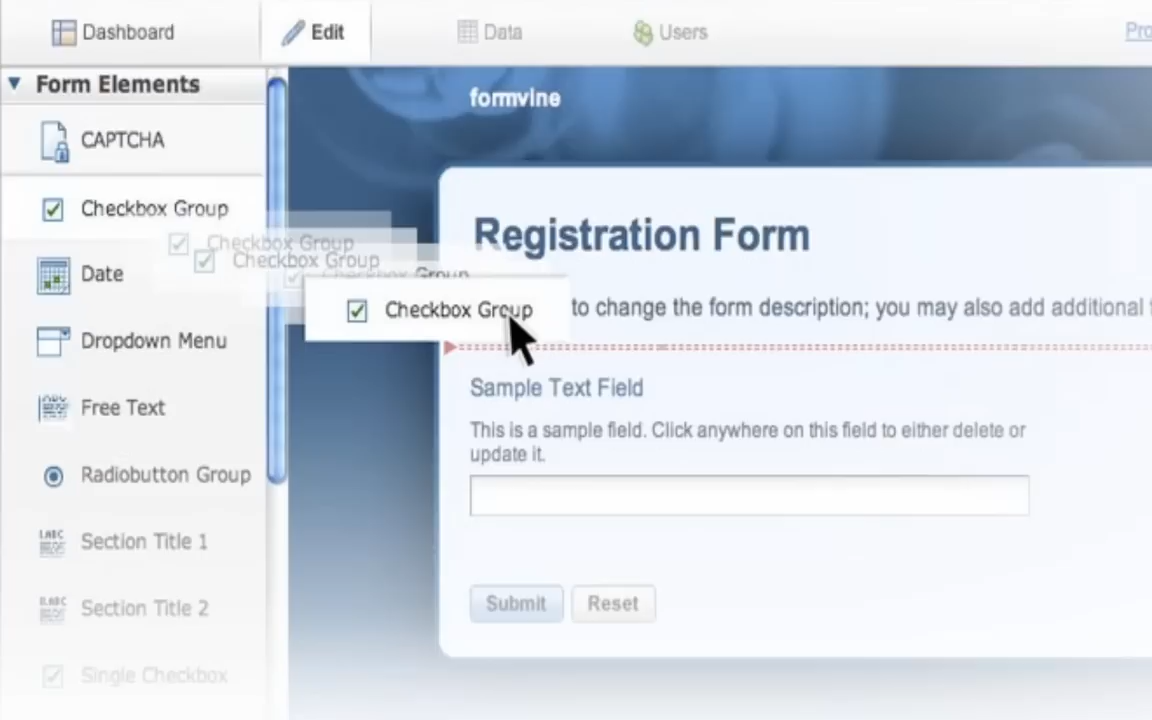 Dashboard
Edit
Data
Users
Pro
Form Elements
CAPTCHA
Checkbox Group
Date
Dropdown Menu
Free Text
Radiobutton Group
Section Title 1
Section Title 2
Single Checkbox
Checkbox Group
Checkbox Group
Checkbox Group
Checkbox Group
formvine
Registration Form
to change the form description; you may also add additional
Sample Text Field
This is a sample field. Click anywhere on this field to either delete or
update it.
Submit
Reset